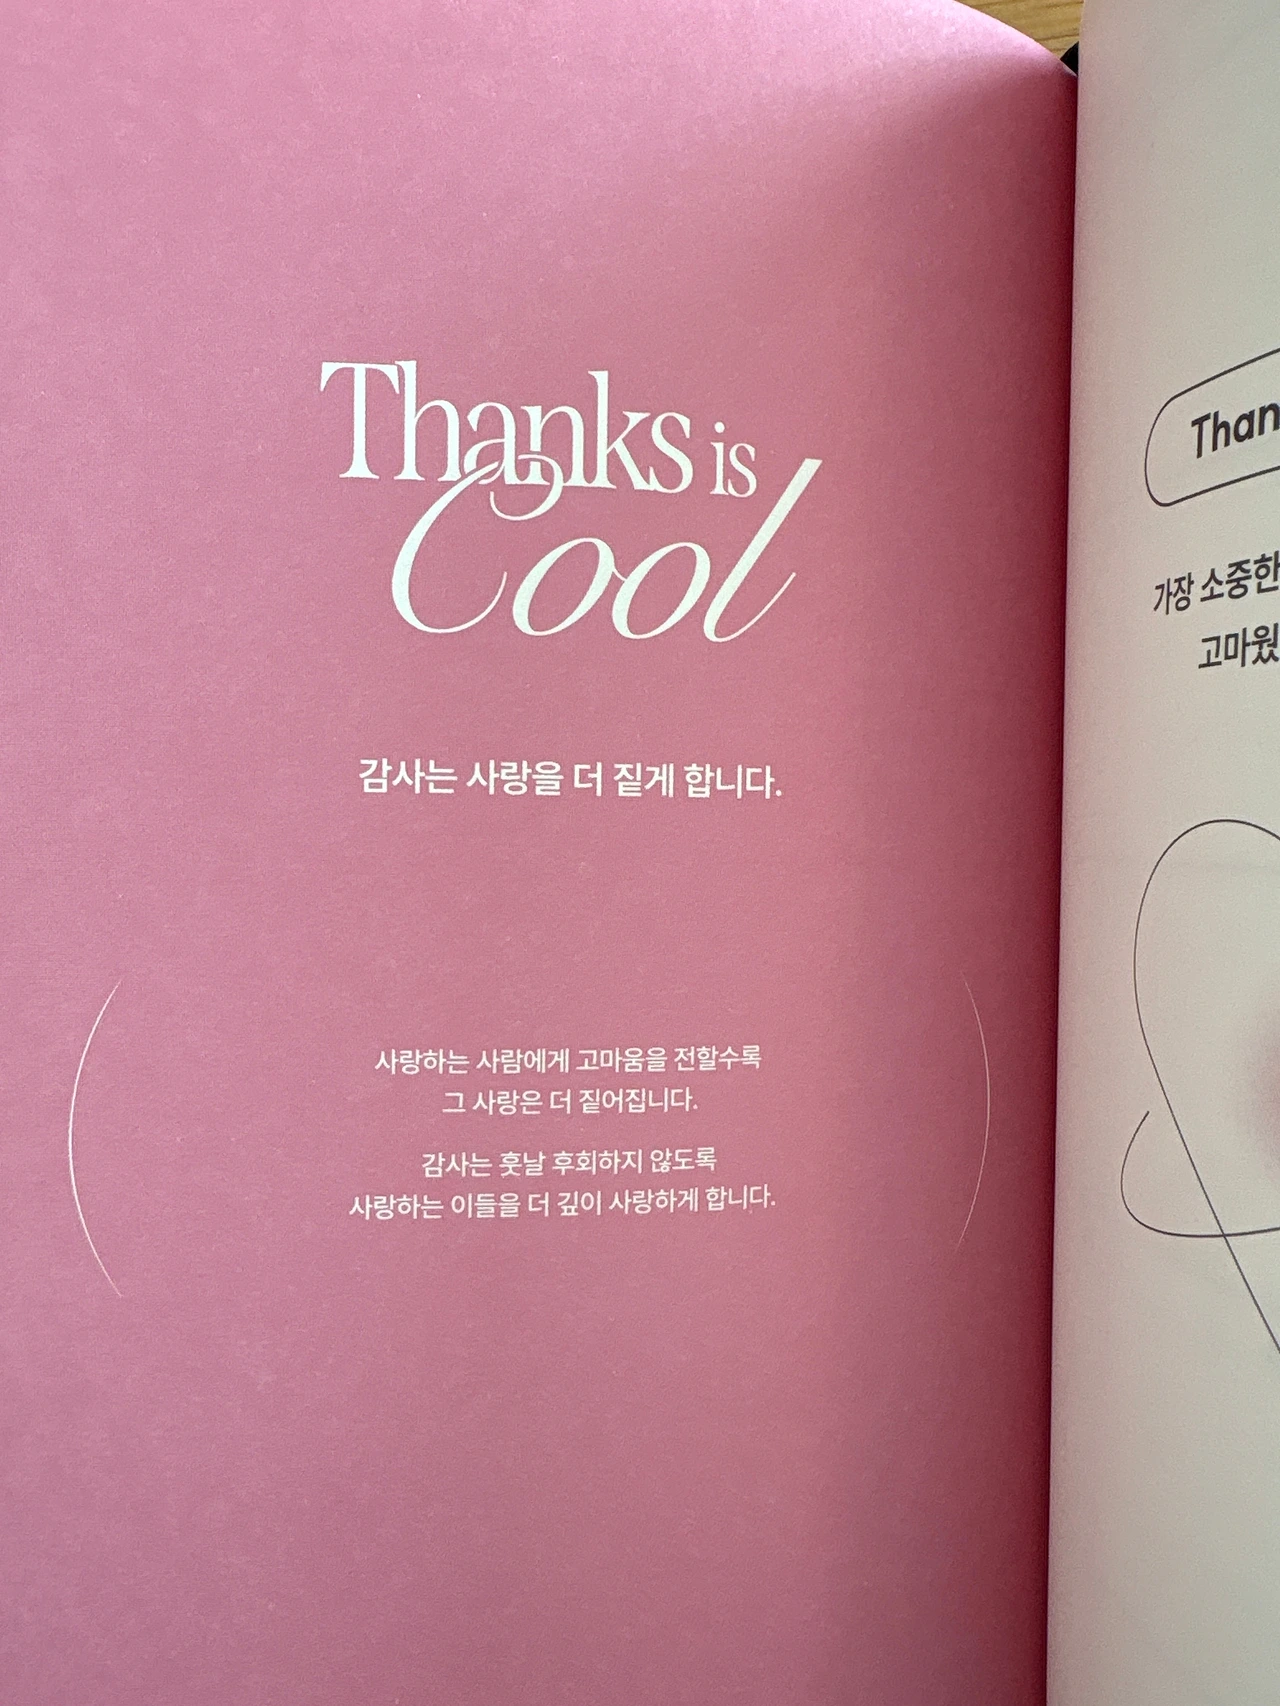 Thanks is
Cool
감사는 사랑을 더 짙게 합니다.
사랑하는 사람에게 고마움을 전할수록
그 사랑은 더 짙어집니다.
감사는 훗날 후회하지 않도록
사랑하는 이들을 더 깊이 사랑하게 합니다.
Than
가장 소중한
고마웠